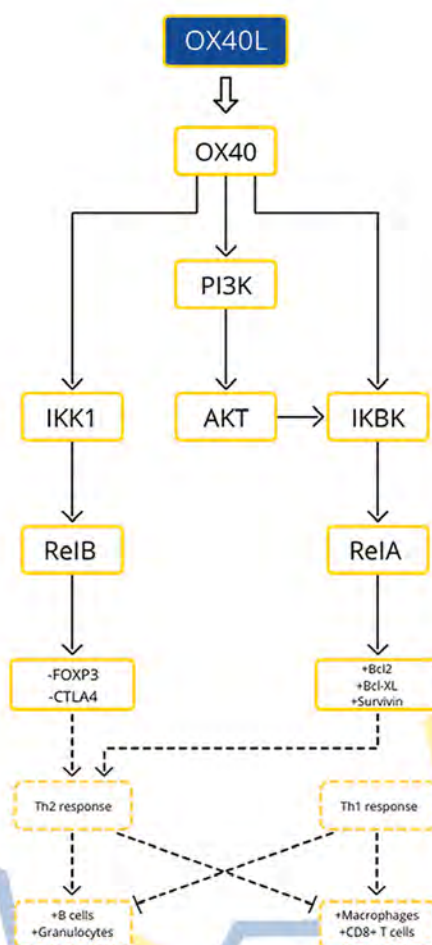 OX40L
OX40
PI3K
IKK1
AKT
IKBK
RelB
RelA
-FOXP3
-CTLA4
+Bcl2
+Bcl-XL
+Survivin
Th2 response
Th1 response
+B cells
+Granulocytes
+Macrophages
+CD8+ T cells